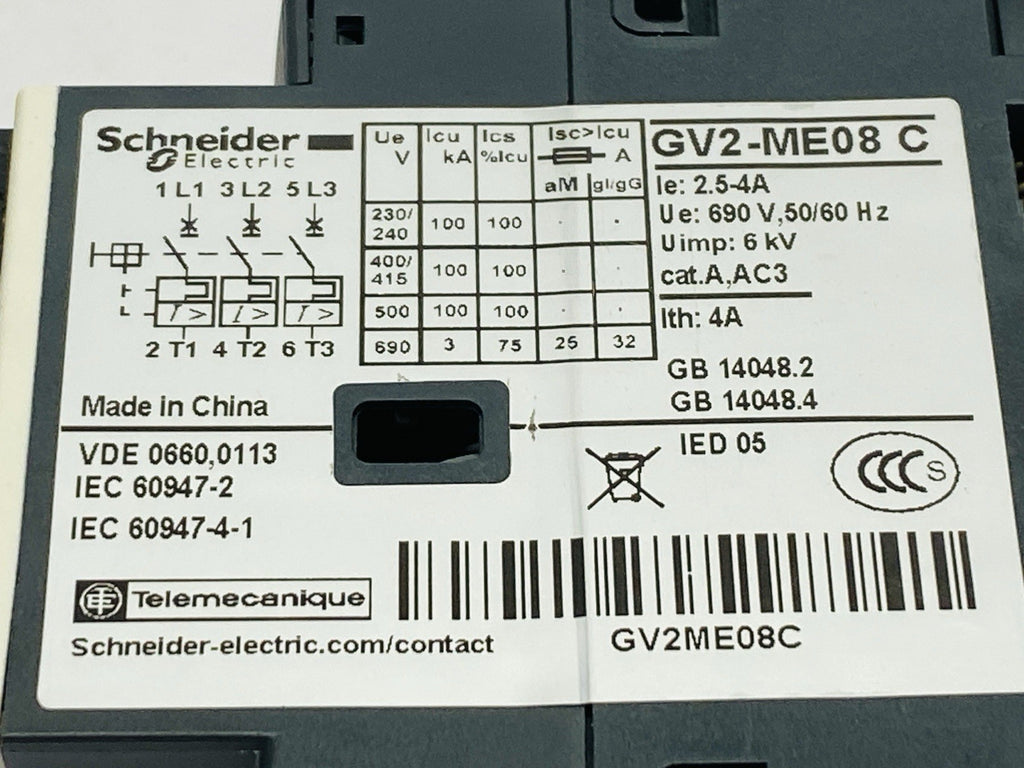 Schneider
Electric
1 L1 3 L2 5 L3
I > I > I >
2 T1 4 T2 6 T3
Ue V Icu kA Ics %Icu Isc>Icu A
aM gI/gG
230/240 100 100 · ·
400/415 100 100 · ·
500 100 100 · ·
690 3 75 25 32
GV2-ME08 C
Ie: 2.5-4A
Ue: 690 V,50/60 Hz
Uimp: 6 kV
cat.A,AC3
Ith: 4A
GB 14048.2
GB 14048.4
Made in China
VDE 0660,0113
IEC 60947-2
IEC 60947-4-1
IED 05
CCC S
TE Telemecanique
Schneider-electric.com/contact
GV2ME08C